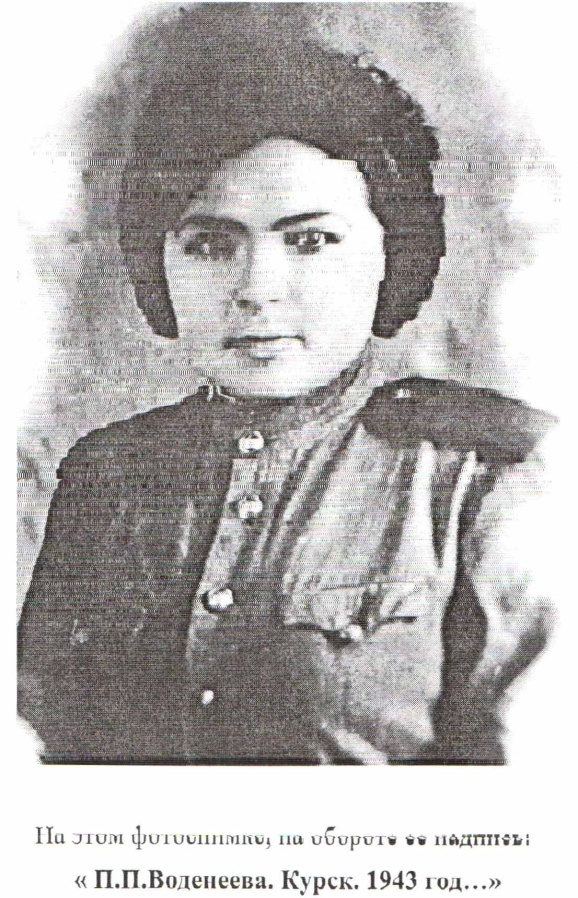 На этом фотоснимке, на обороте ее надпись:
« П.П.Воденеева. Курск. 1943 год...»